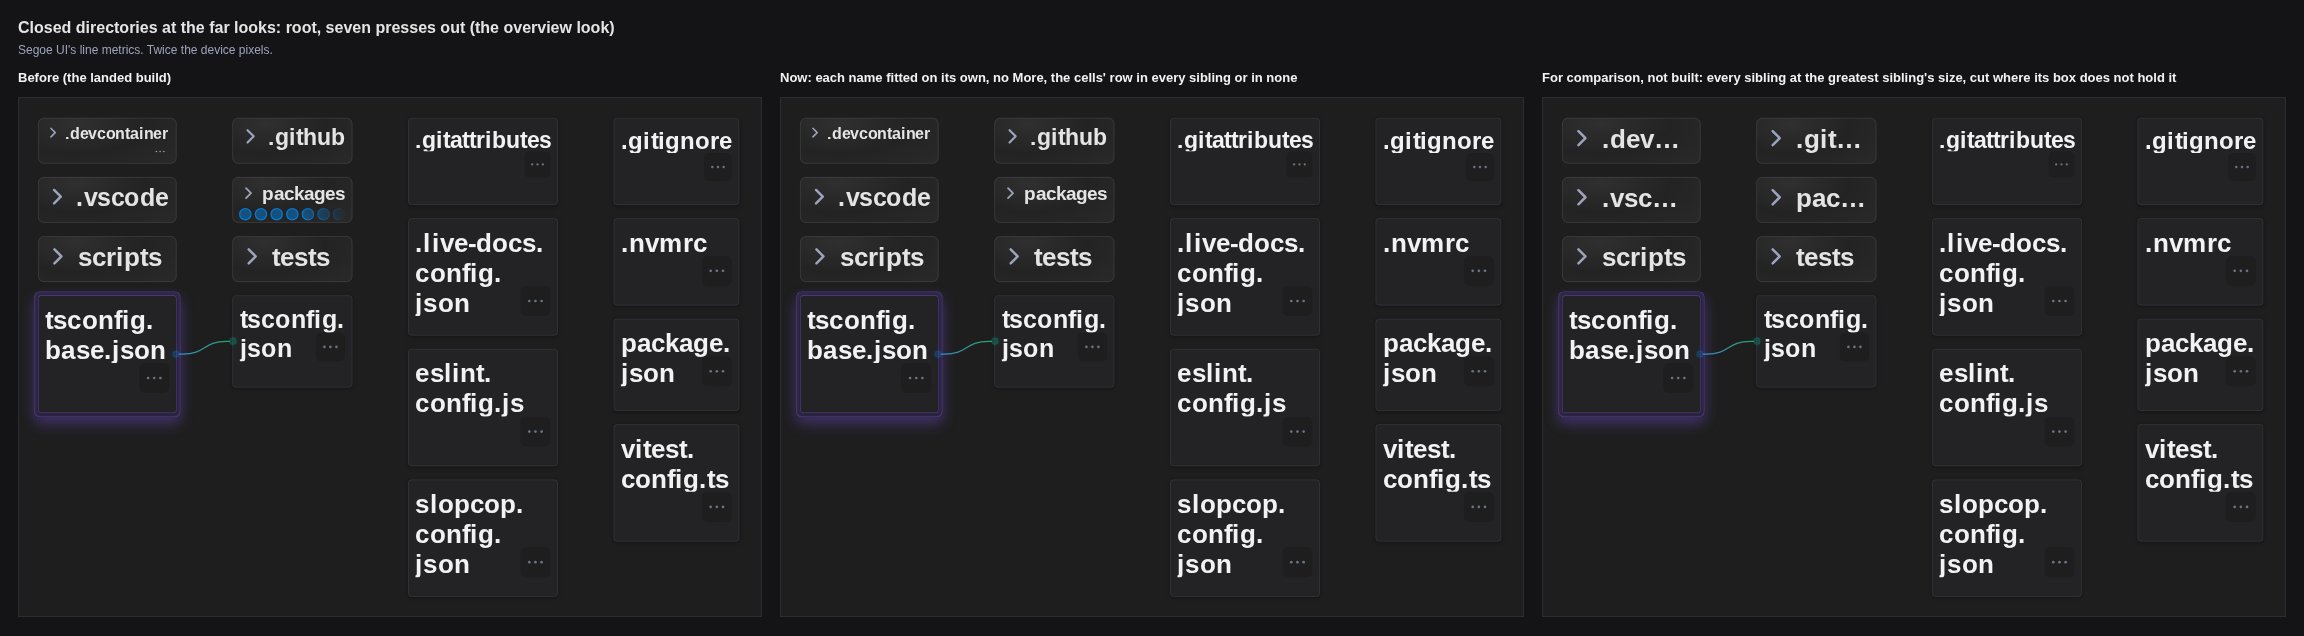 Closed directories at the far looks: root, seven presses out (the overview look)
Segoe UI's line metrics. Twice the device pixels.
Before (the landed build)
.devcontainer
...
.github
.vscode
packages
scripts
tests
tsconfig.
base.json
...
tsconfig.
json
...
.gitattributes
...
.live-docs.
config.
json
...
eslint.
config.js
...
slopcop.
config.
json
...
.gitignore
...
.nvmrc
...
package.
json
...
vitest.
config.ts
...
Now: each name fitted on its own, no More, the cells' row in every sibling or in none
.devcontainer
.github
.vscode
packages
scripts
tests
tsconfig.
base.json
...
tsconfig.
json
...
.gitattributes
...
.live-docs.
config.
json
...
eslint.
config.js
...
slopcop.
config.
json
...
.gitignore
...
.nvmrc
...
package.
json
...
vitest.
config.ts
...
For comparison, not built: every sibling at the greatest sibling's size, cut where its box does not hold it
.dev...
.git...
.vsc...
pac...
scripts
tests
tsconfig.
base.json
...
tsconfig.
json
...
.gitattributes
...
.live-docs.
config.
json
...
eslint.
config.js
...
slopcop.
config.
json
...
.gitignore
...
.nvmrc
...
package.
json
...
vitest.
config.ts
...